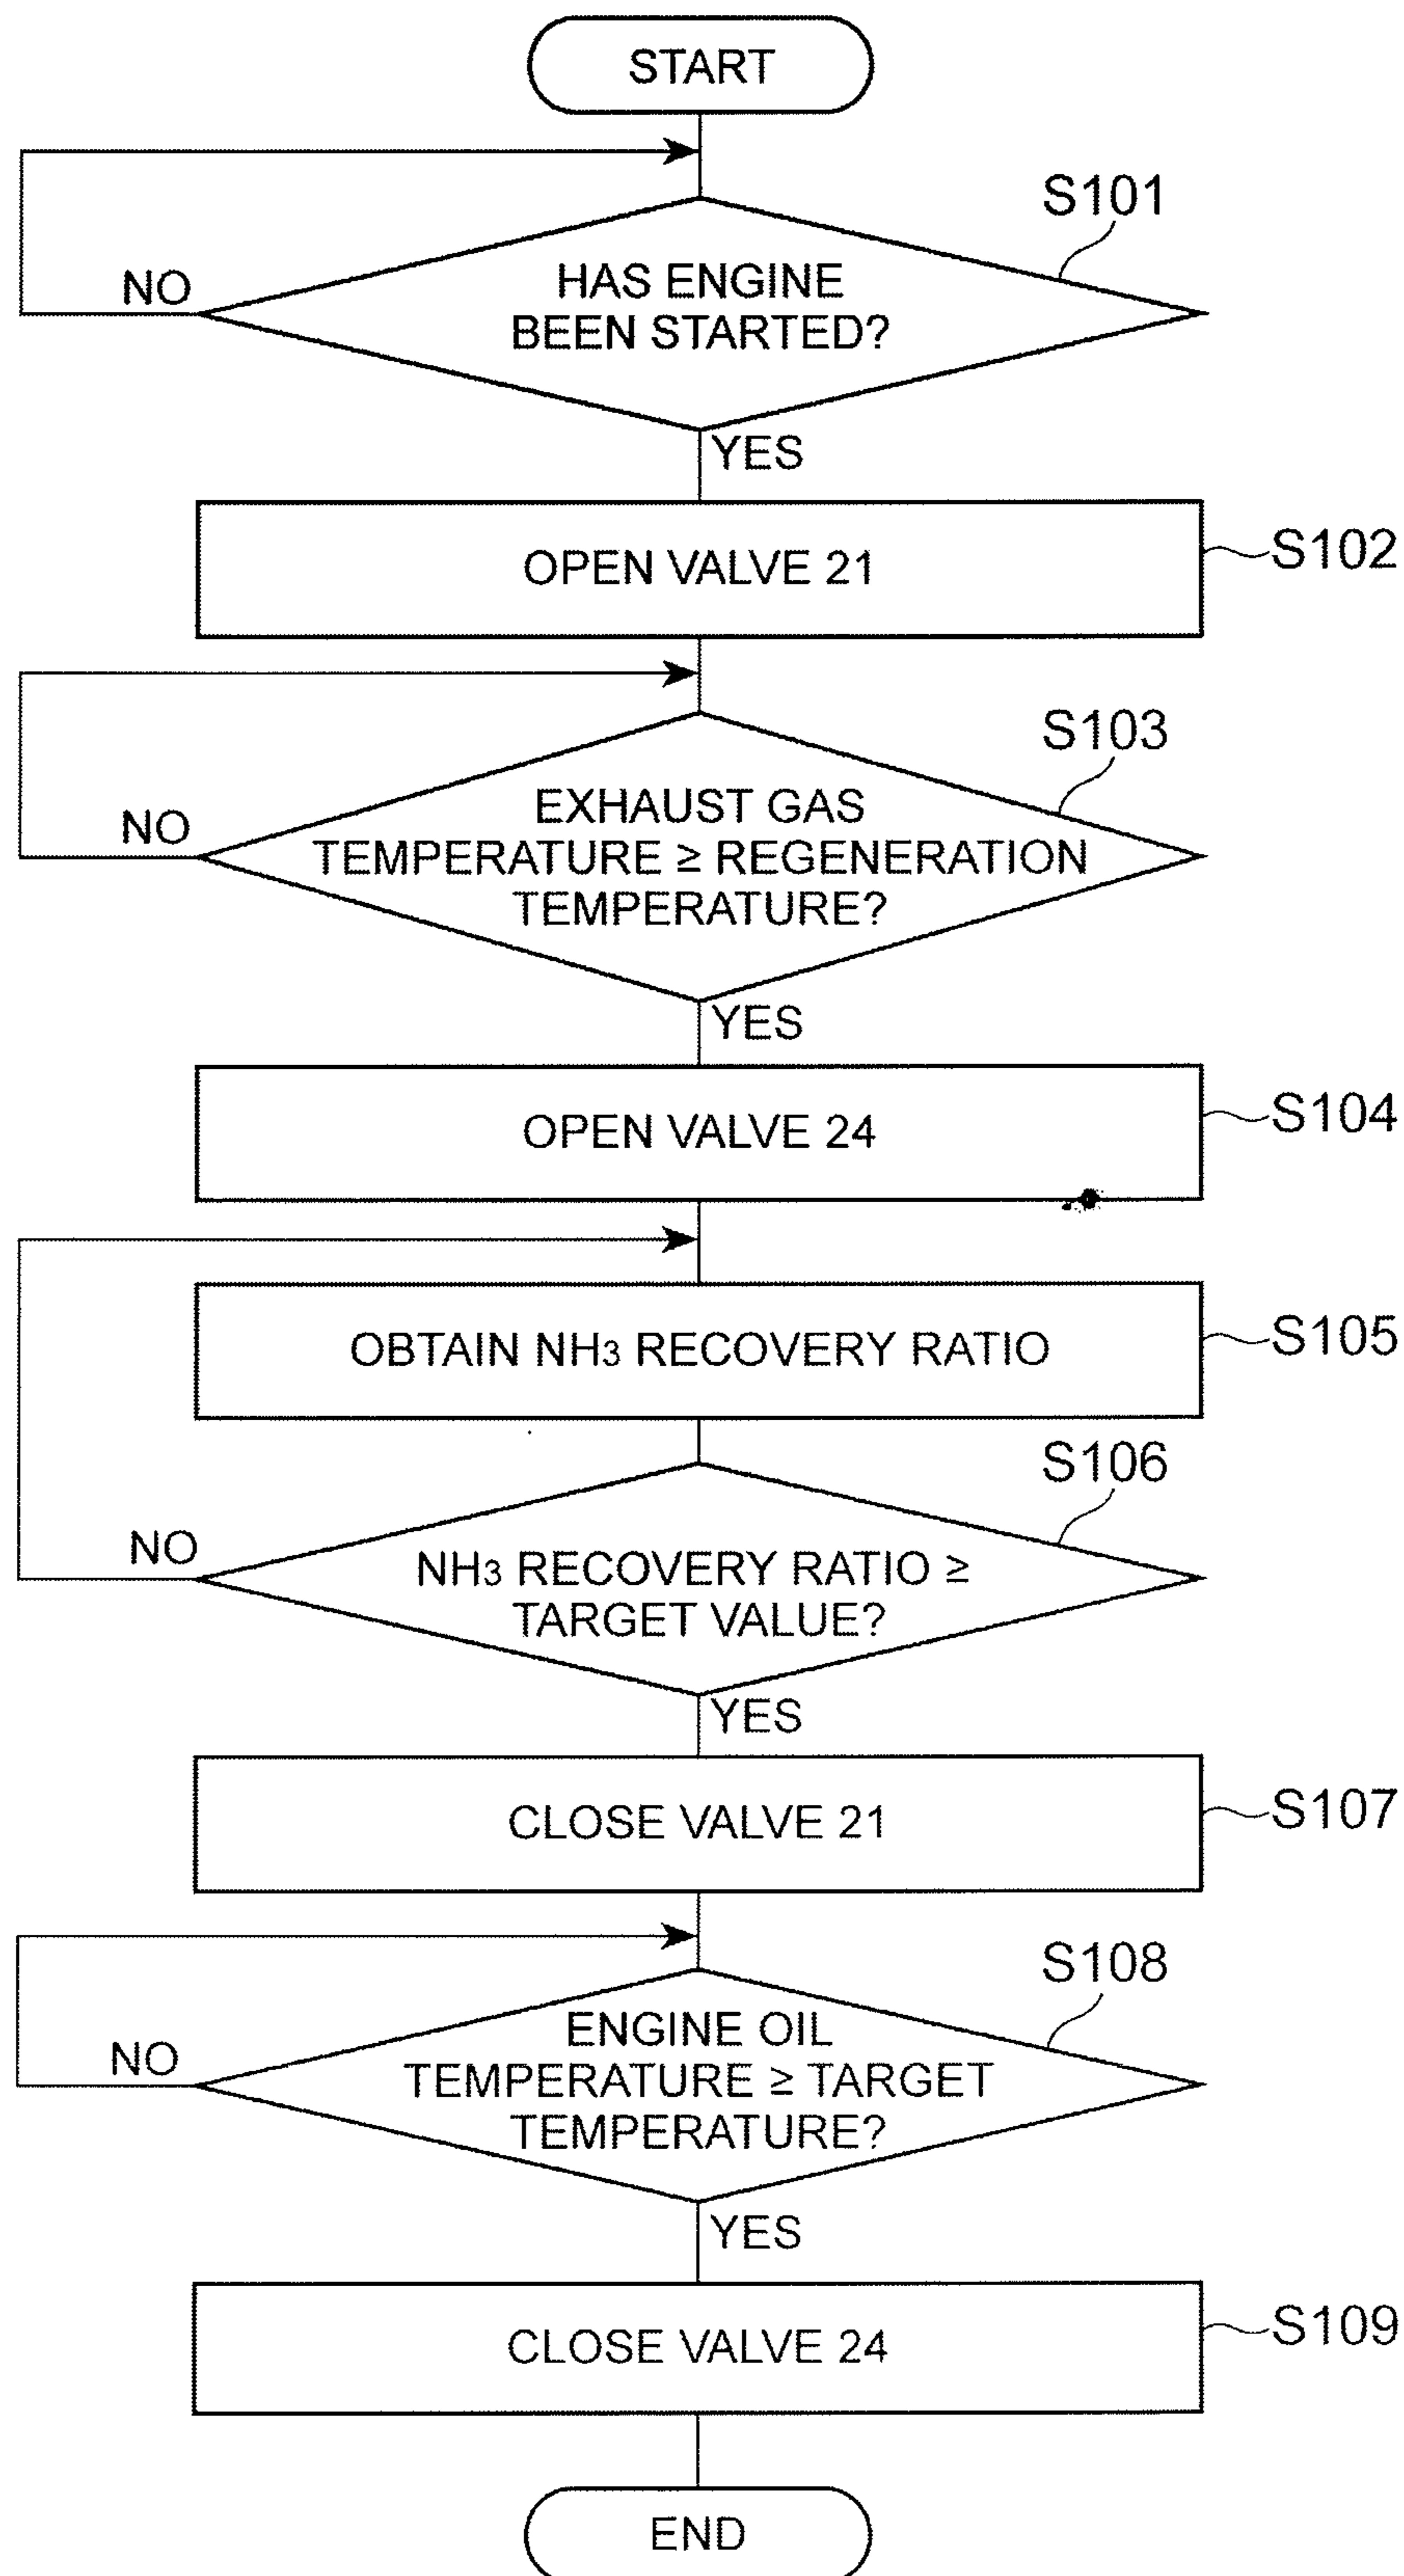 START
S101
HAS ENGINE
BEEN STARTED?
NO
YES
OPEN VALVE 21
S102
S103
EXHAUST GAS
TEMPERATURE ≥ REGENERATION
TEMPERATURE?
NO
YES
OPEN VALVE 24
S104
OBTAIN NH₃ RECOVERY RATIO
S105
S106
NH₃ RECOVERY RATIO ≥
TARGET VALUE?
NO
YES
CLOSE VALVE 21
S107
S108
ENGINE OIL
TEMPERATURE ≥ TARGET
TEMPERATURE?
NO
YES
CLOSE VALVE 24
S109
END